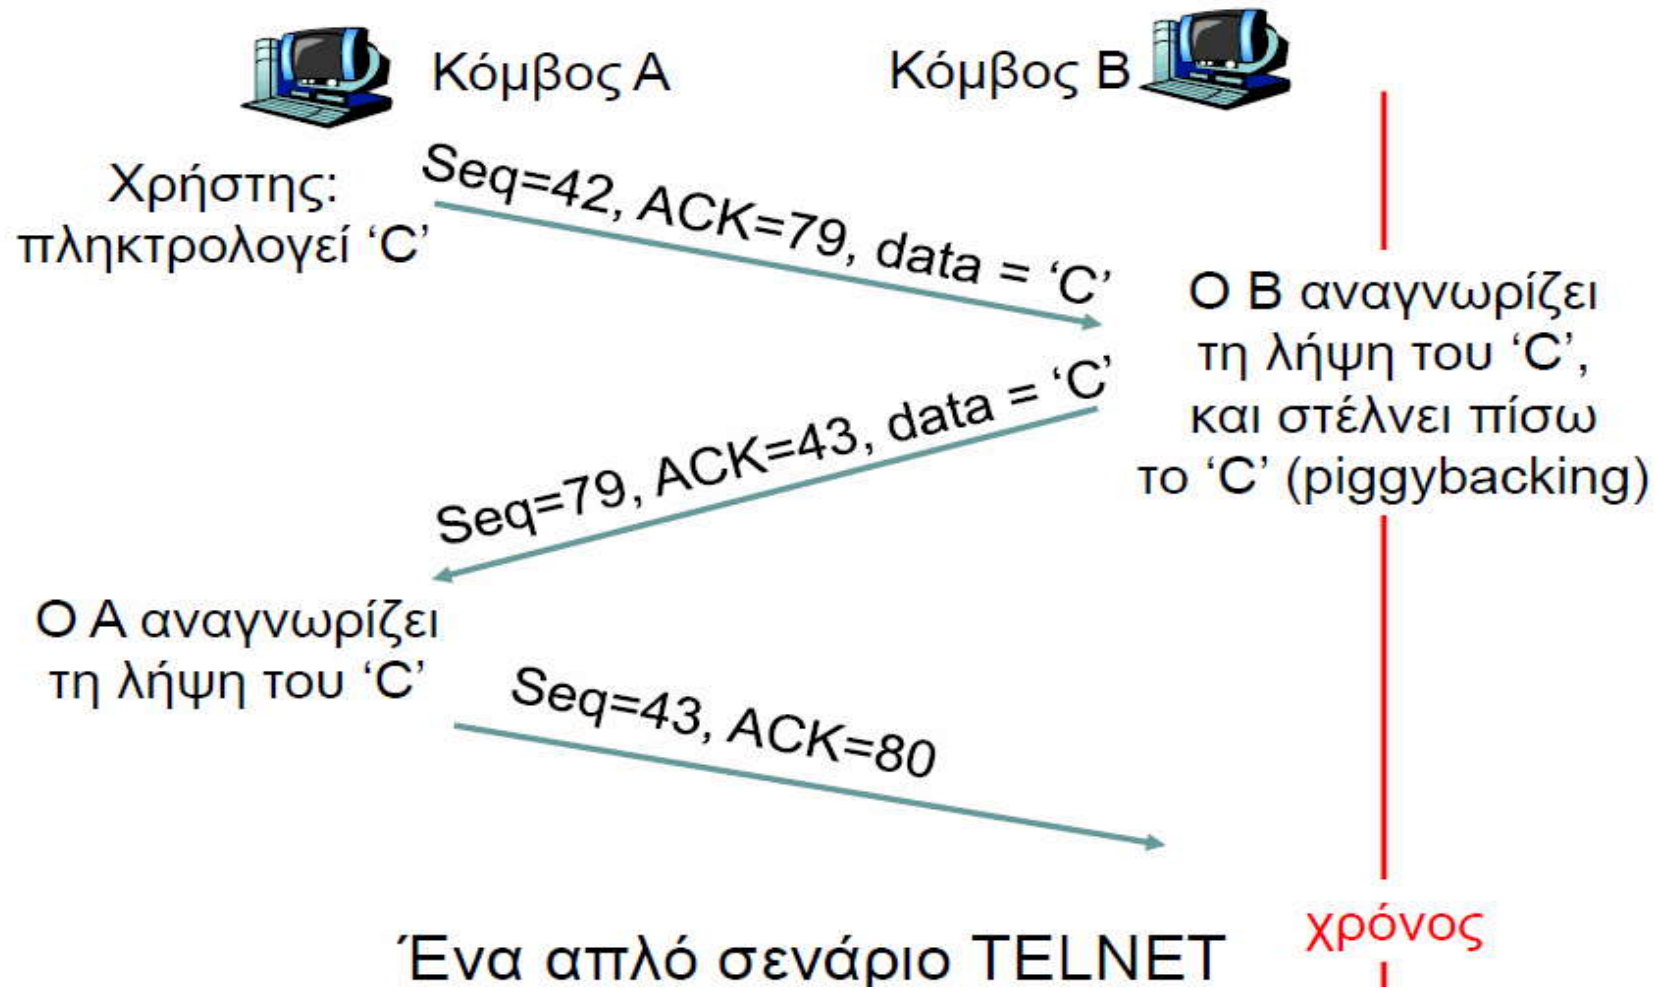 Κόμβος Α
Κόμβος Β
Χρήστης:
πληκτρολογεί ‘C’
Seq=42, ACK=79, data = ‘C’
Ο Β αναγνωρίζει
τη λήψη του ‘C’,
και στέλνει πίσω
το ‘C’ (piggybacking)
Seq=79, ACK=43, data = ‘C’
Ο Α αναγνωρίζει
τη λήψη του ‘C’
Seq=43, ACK=80
χρόνος
Ένα απλό σενάριο TELNET